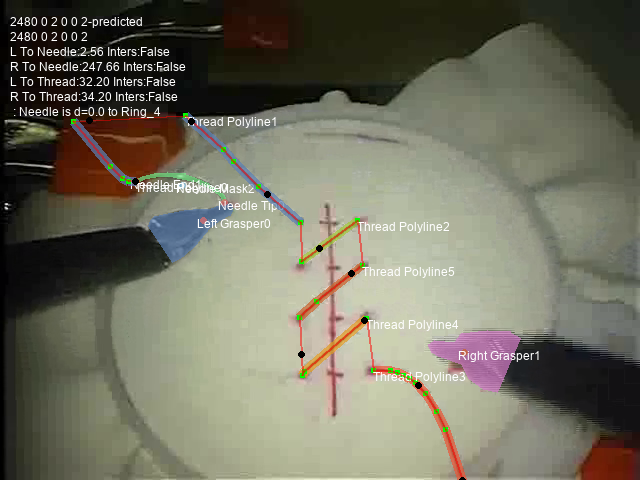 2480 0 2 0 0 2-predicted
2480 0 2 0 0 2
L To Needle:2.56 Inters:False
R To Needle:247.66 Inters:False
L To Thread:32.20 Inters:False
R To Thread:34.20 Inters:False
: Needle is d=0.0 to Ring_4
Thread Polyline1
Needle Mask2
Needle Tip
Left Grasper0
Thread Polyline2
Thread Polyline5
Thread Polyline4
Right Grasper1
Thread Polyline3